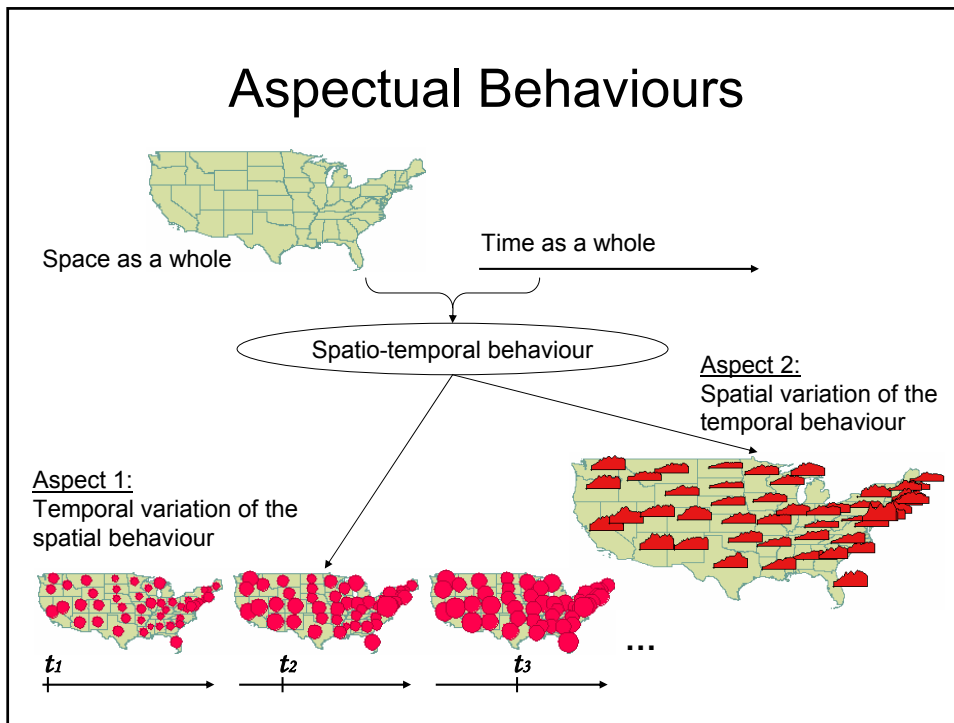 Aspectual Behaviours
Space as a whole
Time as a whole
Spatio-temporal behaviour
Aspect 2:
Spatial variation of the
temporal behaviour
Aspect 1:
Temporal variation of the
spatial behaviour
...
t1
t2
t3